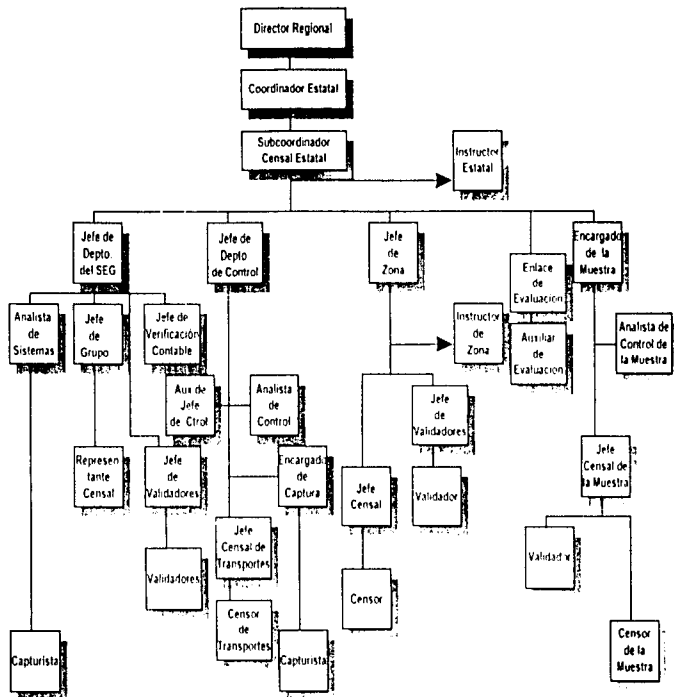 Director Regional
Coordinador Estatal
Subcoordinador
Censal Estatal
Instructor
Estatal
Jefe de
Depto.
del SEG
Jefe de
Depto
de Control
Jefe
de
Zona
Enlace
de
Evaluación
Encargado
de la
Muestra
Analista
de
Sistemas
Jefe
de
Grupo
Jefe de
Verificación
Contable
Instructor
de
Zona
Auxiliar
de
Evaluación
Analista de
Control de
la Muestra
Aux de
Jefe
de Ctrol
Analista
de
Control
Jefe
de
Validadores
Represen
tante
Censal
Jefe
de
Validadores
Encargado
de
Captura
Jefe
Censal
Validador
Jefe
Censal de
la Muestra
Jefe
Censal de
Transportes
Validadores
Censor
Validador
Censor
de
Transportes
Capturista
Capturista
Censor
de la
Muestra